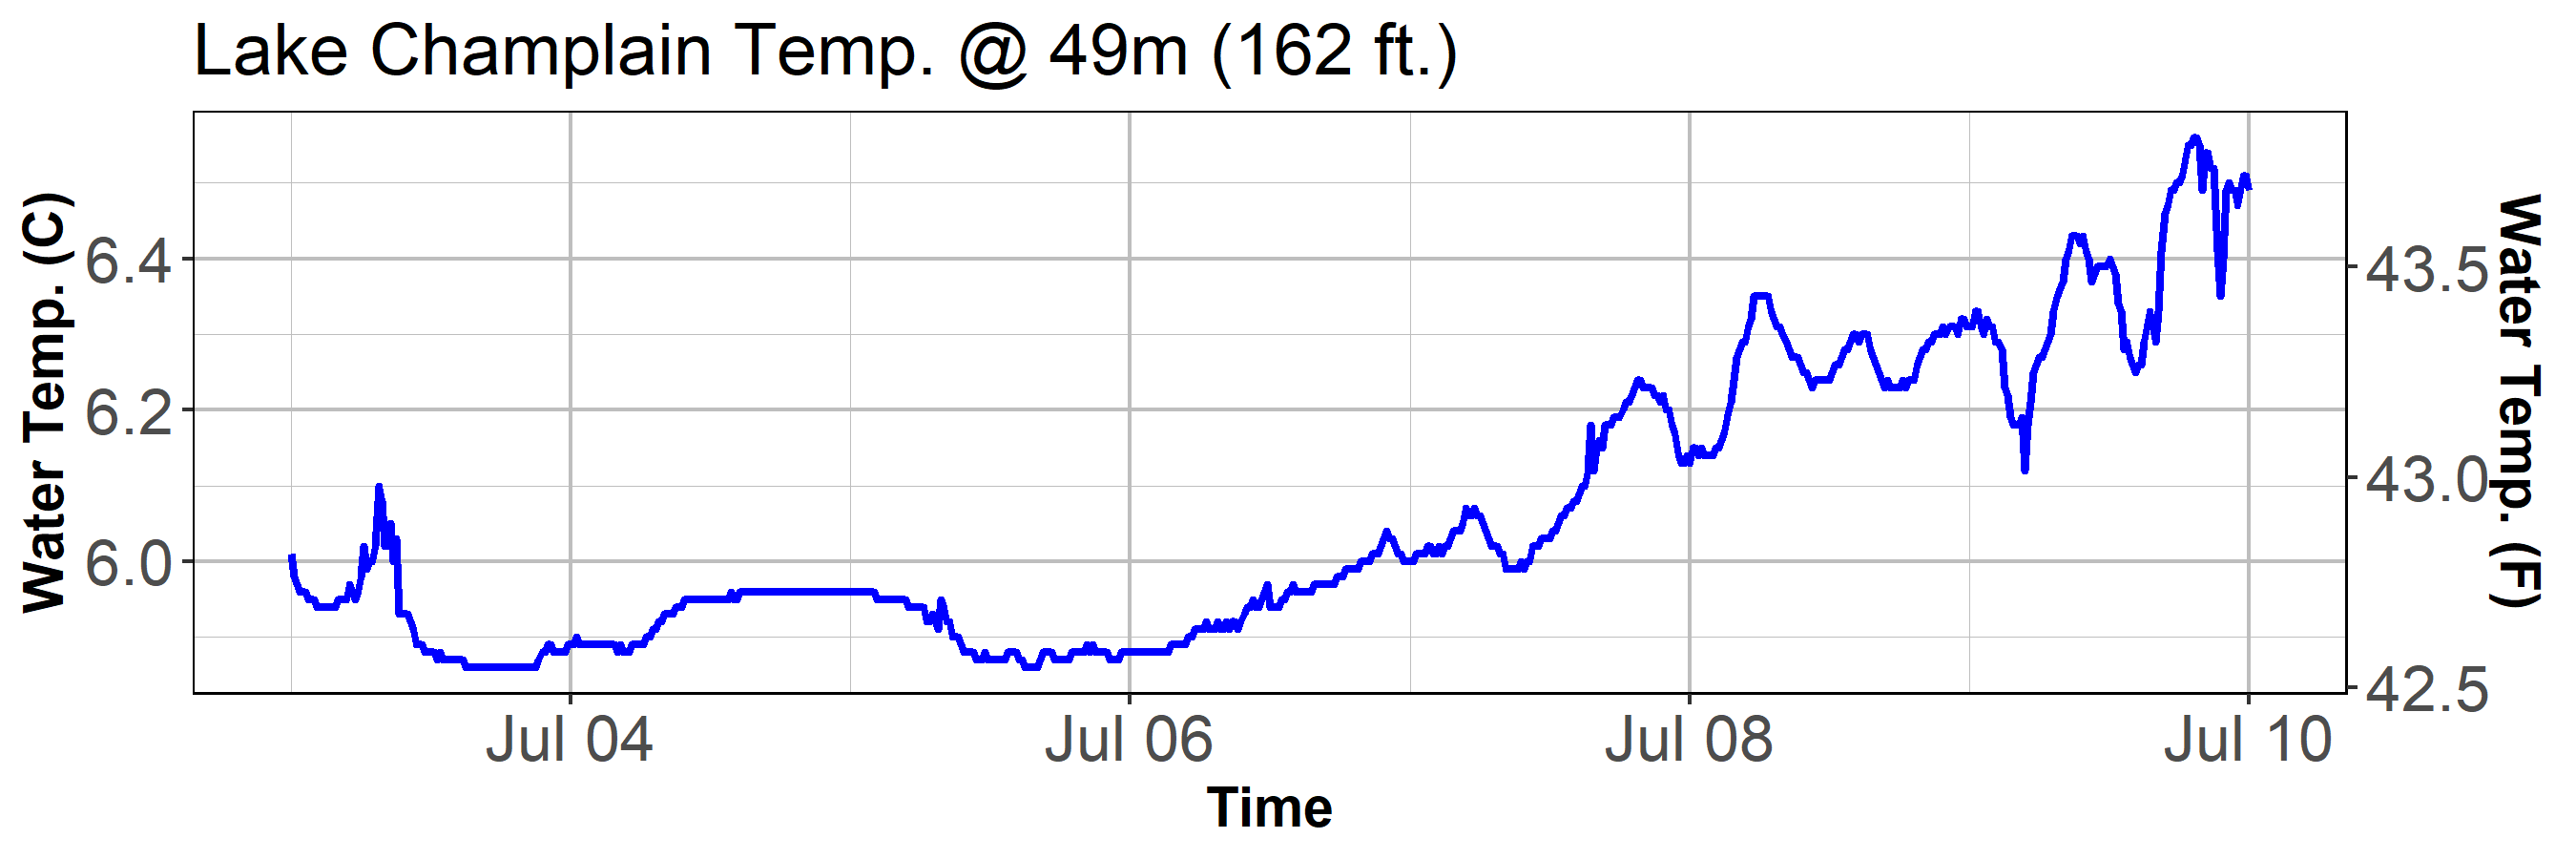 Lake Champlain Temp. @ 49m (162 ft.)
Water Temp. (C)
6.4
6.2
6.0
43.5
43.0
42.5
Water Temp. (F)
Jul 04 Jul 06 Jul 08 Jul 10
Time